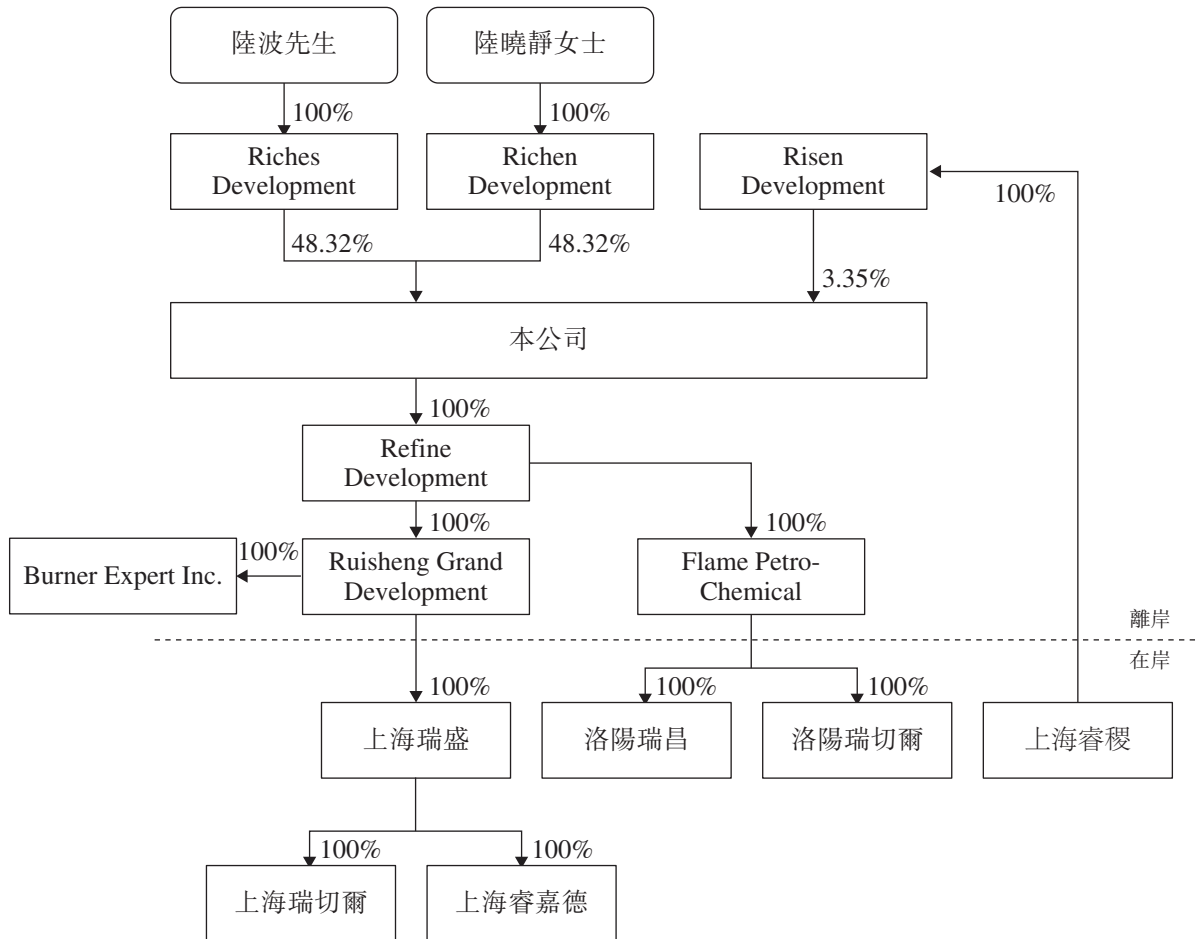 陸波先生
陸曉靜女士
100%
100%
Riches
Development
Richen
Development
Risen
Development
100%
48.32%
48.32%
3.35%
本公司
100%
Refine
Development
100%
100%
Burner Expert Inc.
100%
Ruisheng Grand
Development
Flame Petro-
Chemical
離岸
在岸
100%
100%
100%
上海瑞盛
洛陽瑞昌
洛陽瑞切爾
上海睿稷
100%
100%
上海瑞切爾
上海睿嘉德